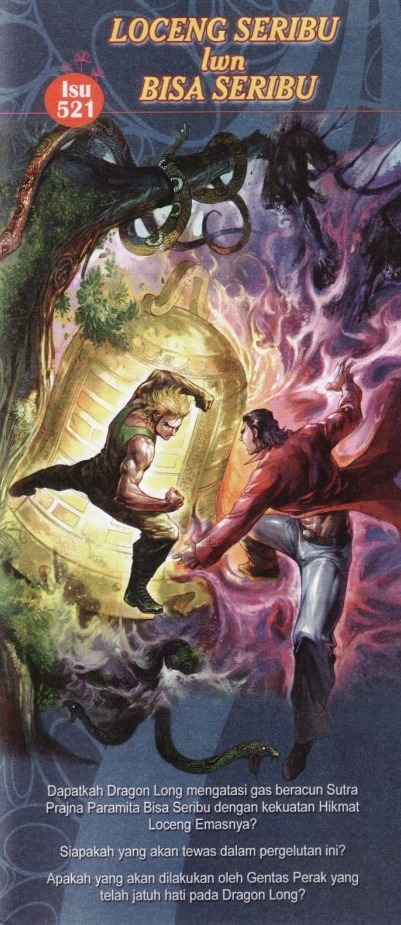 LOCENG SERIBU
lwn
BISA SERIBU
Isu
521
Dapatkah Dragon Long mengatasi gas beracun Sutra
Prajna Paramita Bisa Seribu dengan kekuatan Hikmat
Loceng Emasnya?
Siapakah yang akan tewas dalam pergelutan ini?
Apakah yang akan dilakukan oleh Gentas Perak yang
telah jatuh hati pada Dragon Long?